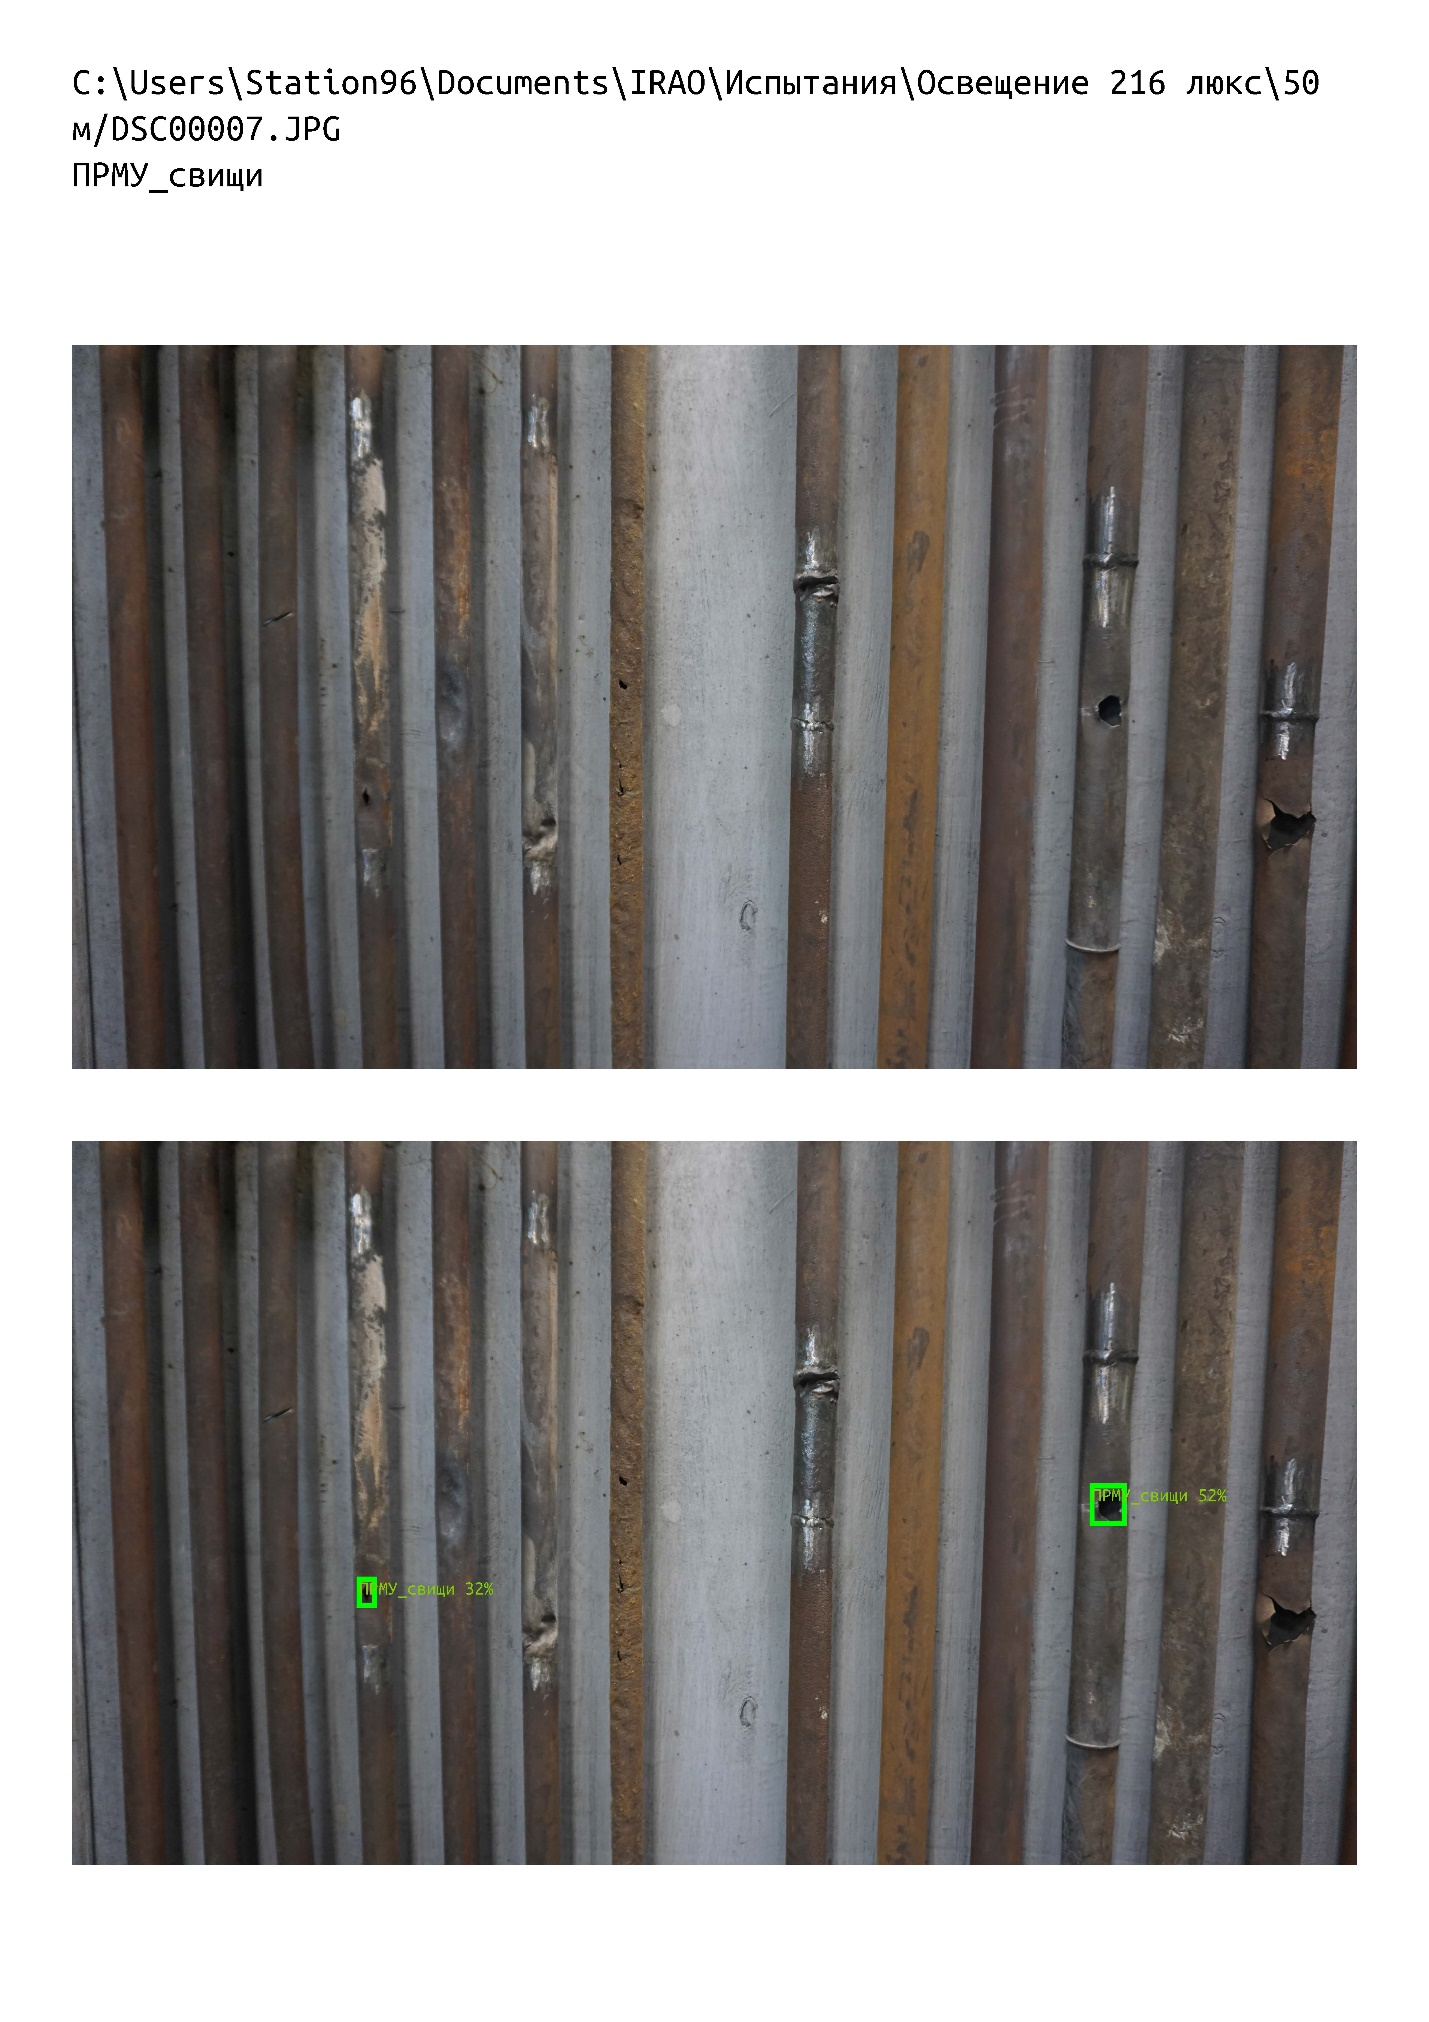 C:\Users\Station96\Documents\IRAO\Испытания\Освещение 216 люкс\50
м/DSC00007.JPG
ПРМУ_свищи
ПРМУ_свищи 52%
ПРМУ_свищи 32%